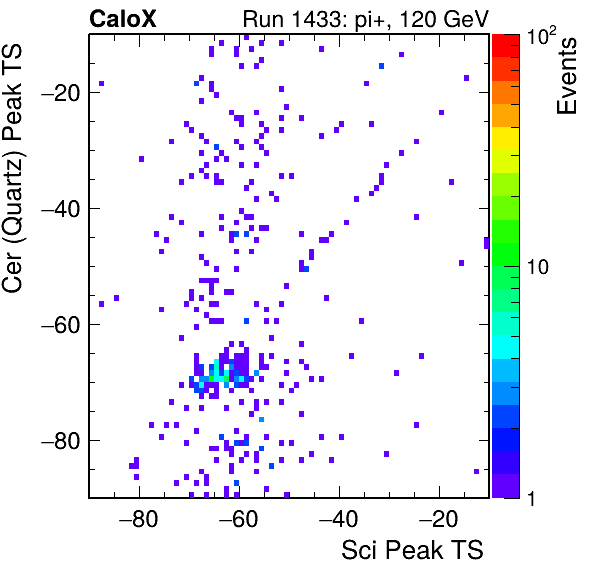 CaloX Run 1433: pi+, 120 GeV
Cer (Quartz) Peak TS
−20
−40
−60
−80
−80 −60 −40 −20
Sci Peak TS
10²
10
1
Events